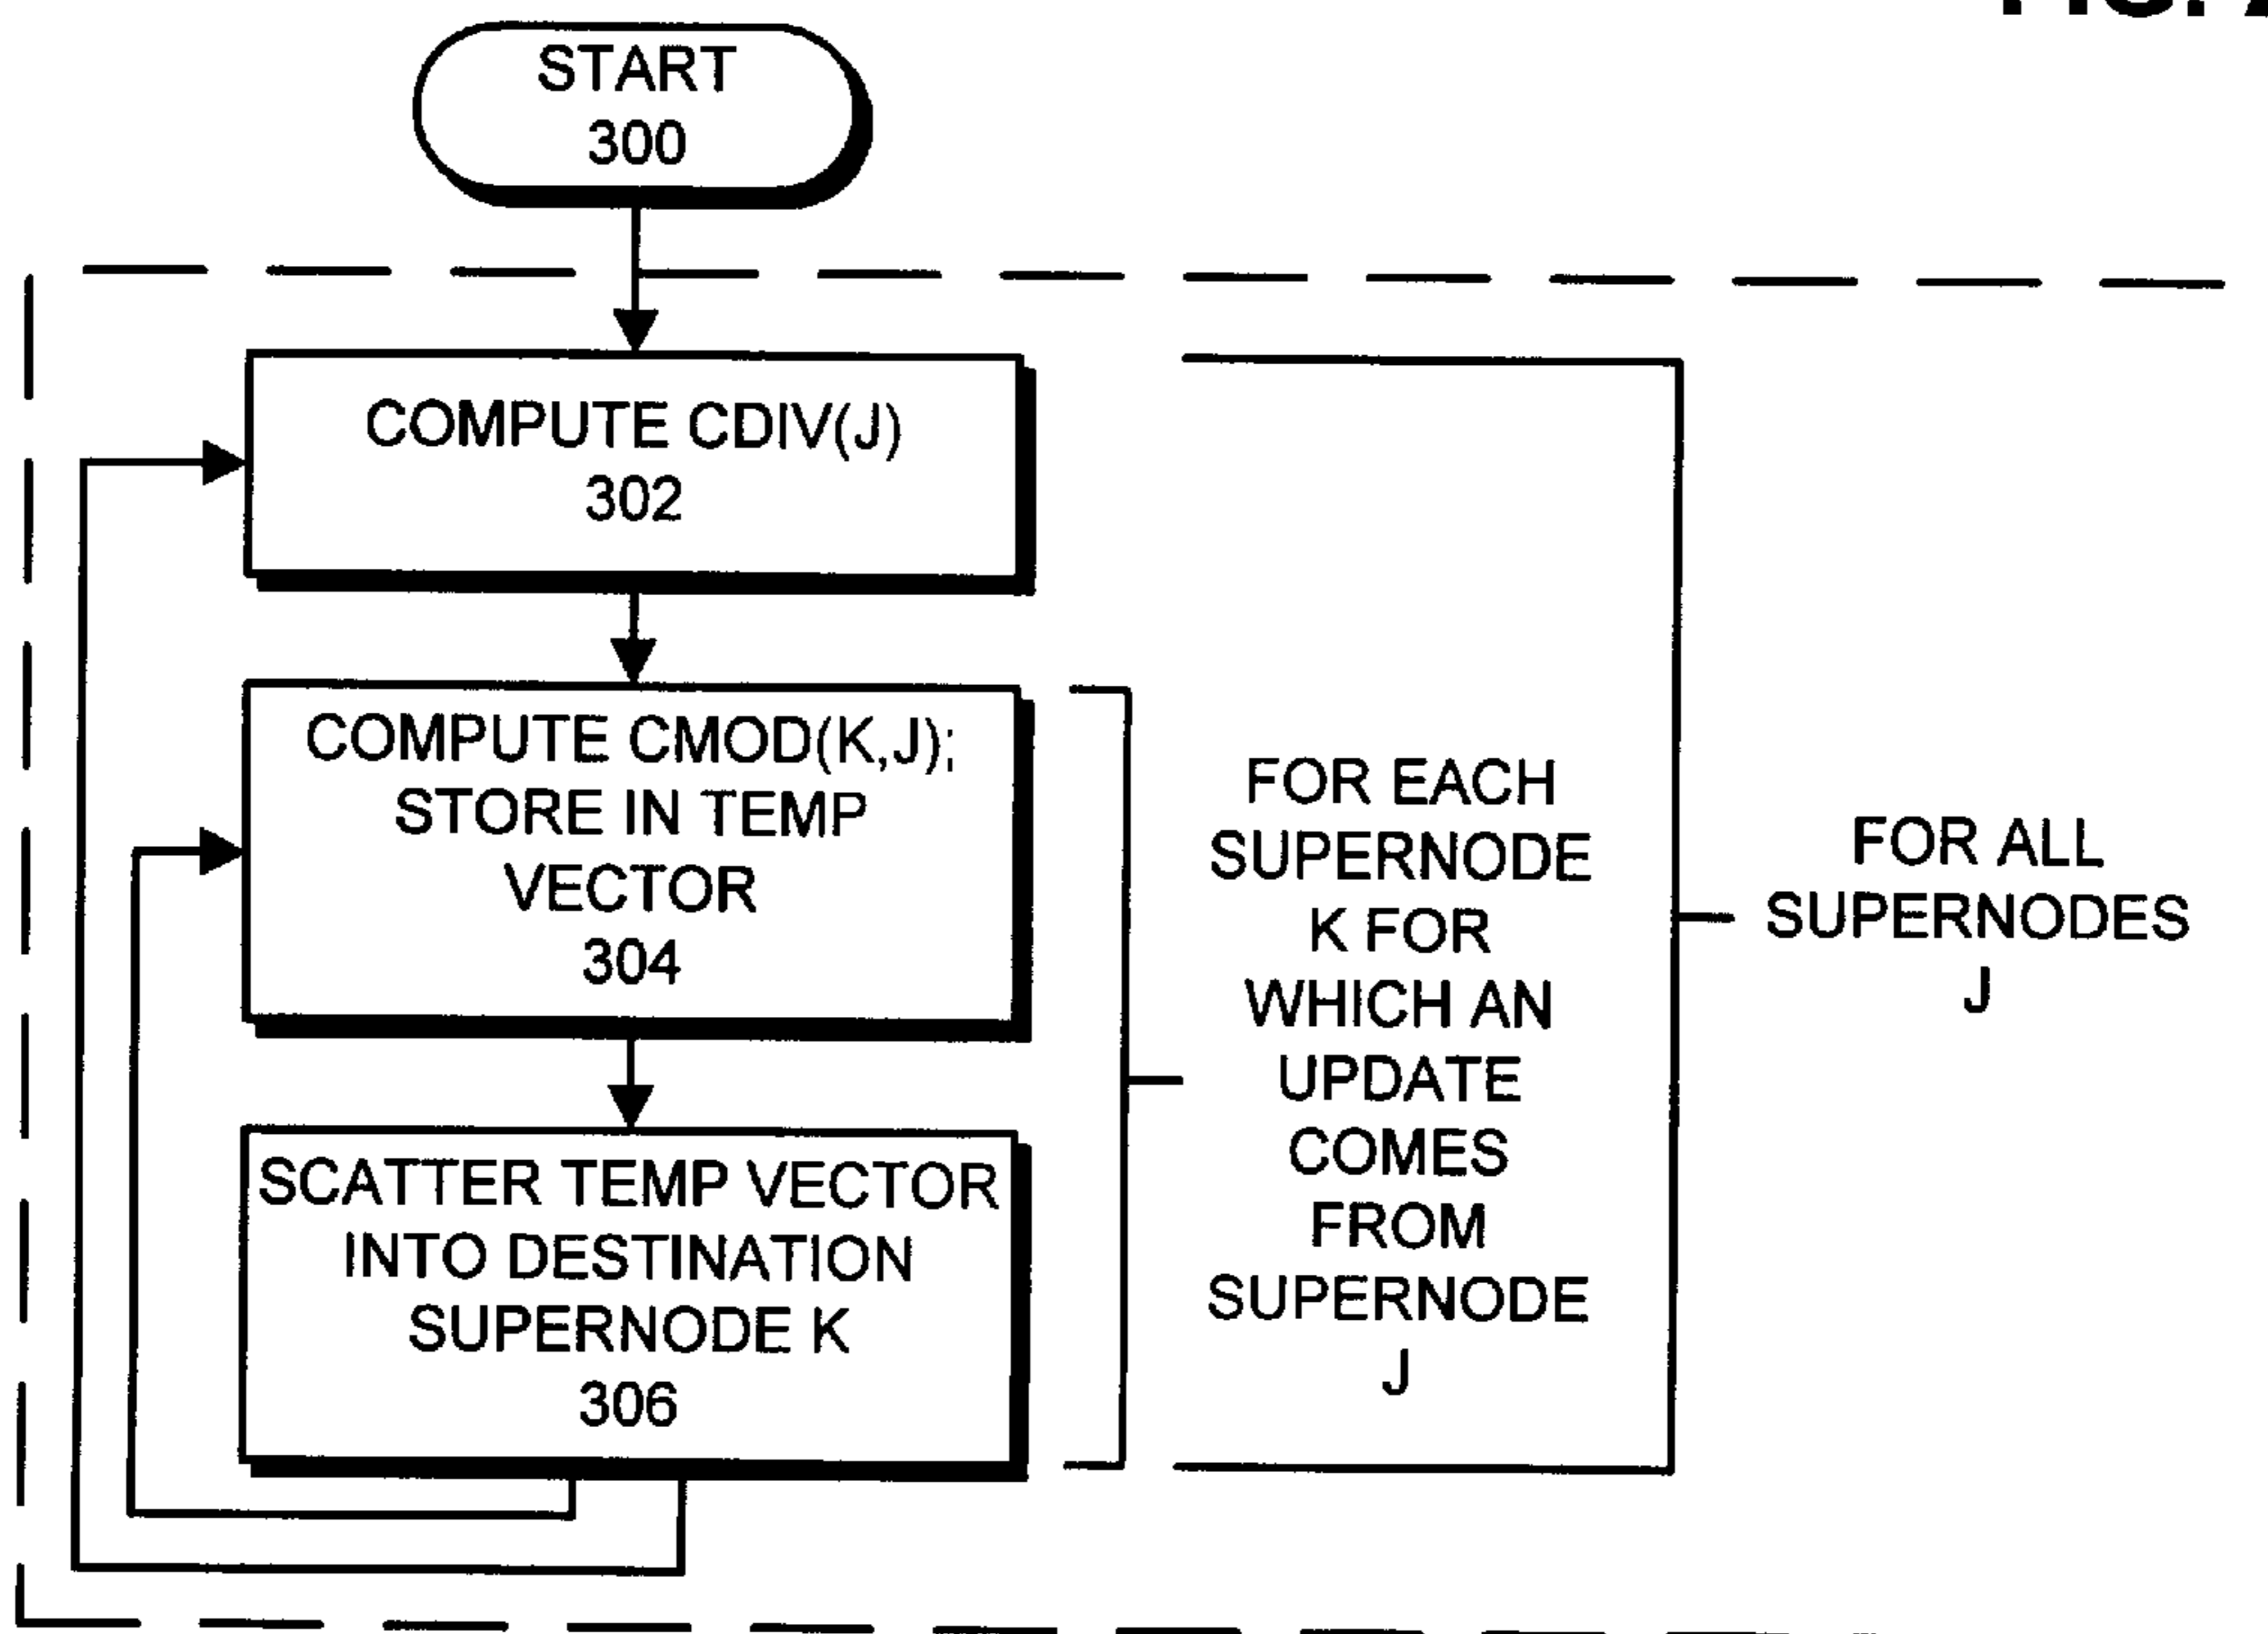 START
300
COMPUTE CDIV(J)
302
COMPUTE CMOD(K,J);
STORE IN TEMP
VECTOR
304
SCATTER TEMP VECTOR
INTO DESTINATION
SUPERNODE K
306
FOR EACH
SUPERNODE
K FOR
WHICH AN
UPDATE
COMES
FROM
SUPERNODE
J
FOR ALL
SUPERNODES
J